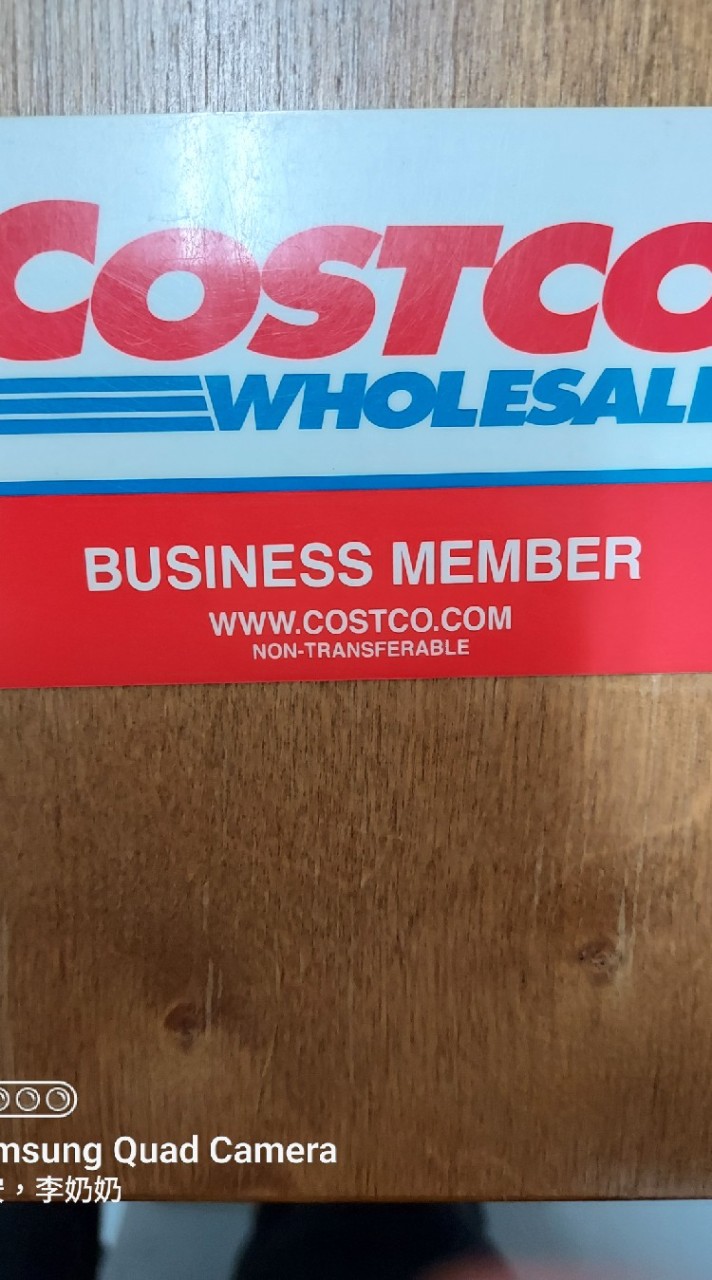 COSTCO
WHOLESAL
BUSINESS MEMBER
WWW.COSTCO.COM
NON-TRANSFERABLE
msung Quad Camera
，李奶奶